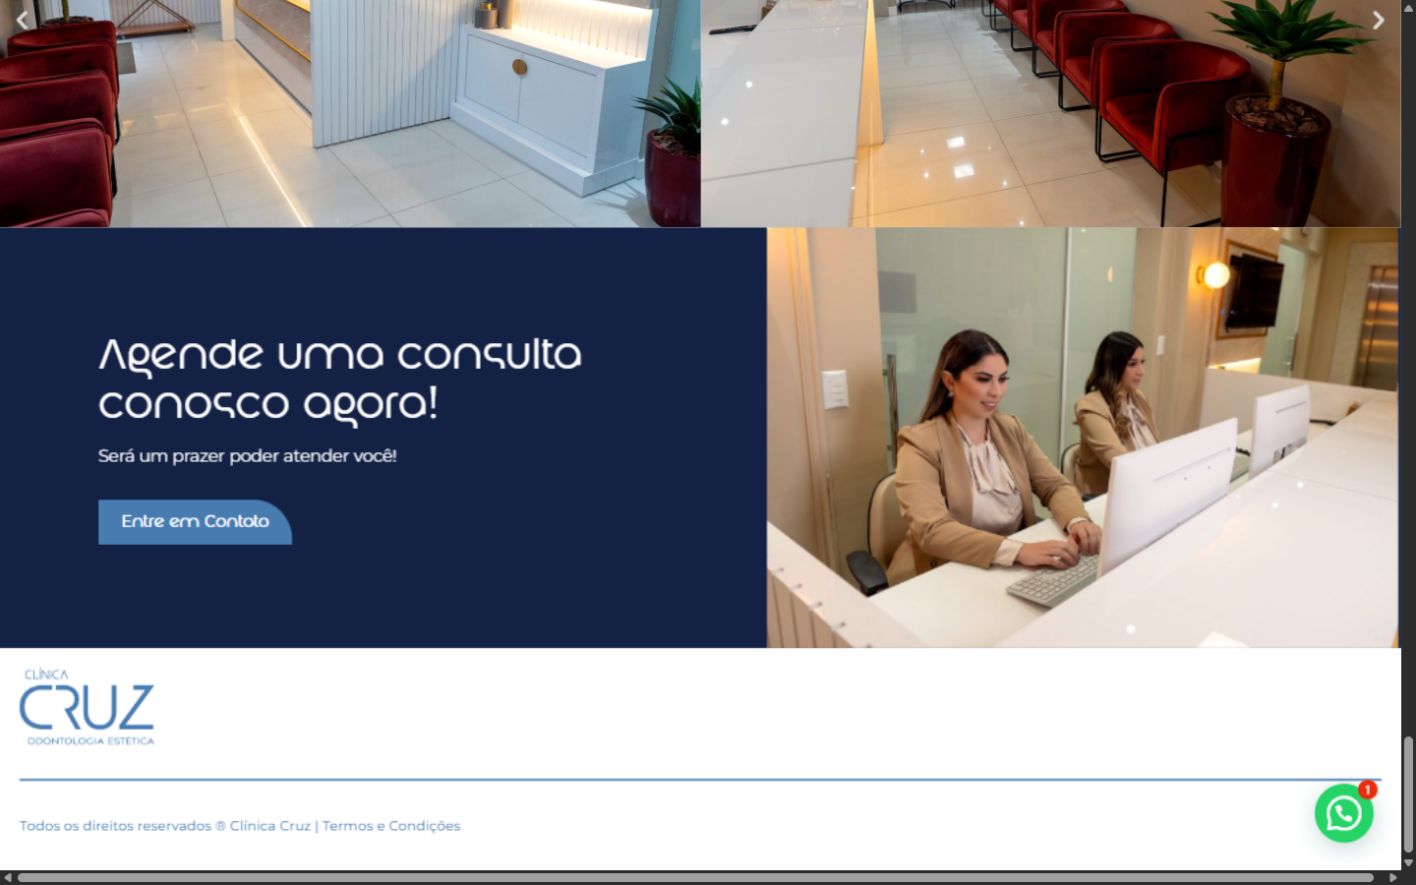 Agende uma consulta
conosco agora!
Será um prazer poder atender você!
Entre em Contato
CLÍNICA
CRUZ
ODONTOLOGIA ESTÉTICA
1
Todos os direitos reservados ® Clínica Cruz | Termos e Condições